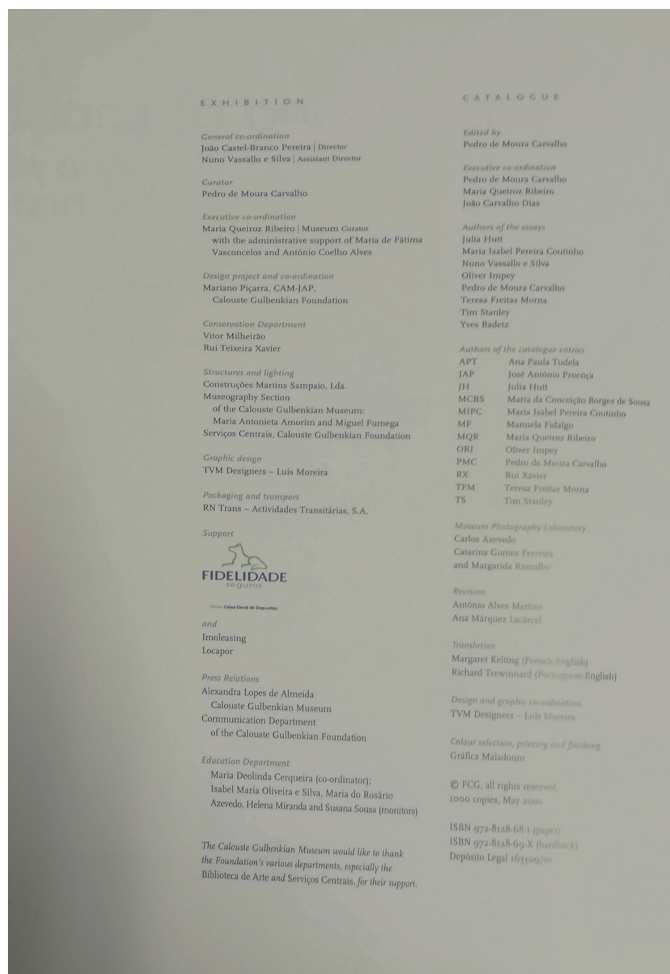 EXHIBITION
General co-ordination
João Castel-Branco Pereira | Director
Nuno Vassallo e Silva | Assistant Director
Curator
Pedro de Moura Carvalho
Executive co-ordination
Maria Queiroz Ribeiro | Museum Curator
with the administrative support of Maria de Fátima
Vasconcelos and António Coelho Alves
Design project and co-ordination
Mariano Piçarra, CAM-JAP,
Calouste Gulbenkian Foundation
Conservation Department
Vitor Milheirão
Rui Teixeira Xavier
Structures and lighting
Construções Martins Sampaio, Lda.
Museography Section
of the Calouste Gulbenkian Museum:
Maria Antonieta Amorim and Miguel Fumega
Serviços Centrais, Calouste Gulbenkian Foundation
Graphic design
TVM Designers – Luis Moreira
Packaging and transport
RN Trans – Actividades Transitárias, S.A.
Support
FIDELIDADE
seguros
Grupo Caixa Geral de Depósitos
and
Imoleasing
Locapor
Press Relations
Alexandra Lopes de Almeida
Calouste Gulbenkian Museum
Communication Department
of the Calouste Gulbenkian Foundation
Education Department
Maria Deolinda Cerqueira (co-ordinator);
Isabel Maria Oliveira e Silva, Maria do Rosário
Azevedo, Helena Miranda and Susana Sousa (monitors)
The Calouste Gulbenkian Museum would like to thank
the Foundation's various departments, especially the
Biblioteca de Arte and Serviços Centrais, for their support.
CATALOGUE
Edited by
Pedro de Moura Carvalho
Executive co-ordination
Pedro de Moura Carvalho
Maria Queiroz Ribeiro
João Carvalho Dias
Authors of the essays
Julia Hutt
Maria Isabel Pereira Coutinho
Nuno Vassallo e Silva
Oliver Impey
Pedro de Moura Carvalho
Teresa Freitas Morna
Tim Stanley
Yves Badetz
Authors of the catalogue entries
APT Ana Paula Tudela
JAP José António Proença
JH Julia Hutt
MCBS Maria da Conceição Borges de Sousa
MIPC Maria Isabel Pereira Coutinho
MF Manuela Fidalgo
MQR Maria Queiroz Ribeiro
ORI Oliver Impey
PMC Pedro de Moura Carvalho
RX Rui Xavier
TFM Teresa Freitas Morna
TS Tim Stanley
Museum Photography Laboratory
Carlos Azevedo
Catarina Gomes Ferreira
and Margarida Ramalho
Revision
António Alves Martins
Ana Márquez Lacárcel
Translation
Margaret Kelting (French-English)
Richard Trewinnard (Portuguese-English)
Design and graphic co-ordination
TVM Designers – Luis Moreira
Colour selection, printing and finishing
Gráfica Maiadouro
© FCG, all rights reserved.
1000 copies, May 2001
ISBN 972-8128-68-1 (paper)
ISBN 972-8128-69-X (hardback)
Depósito Legal 163309/01